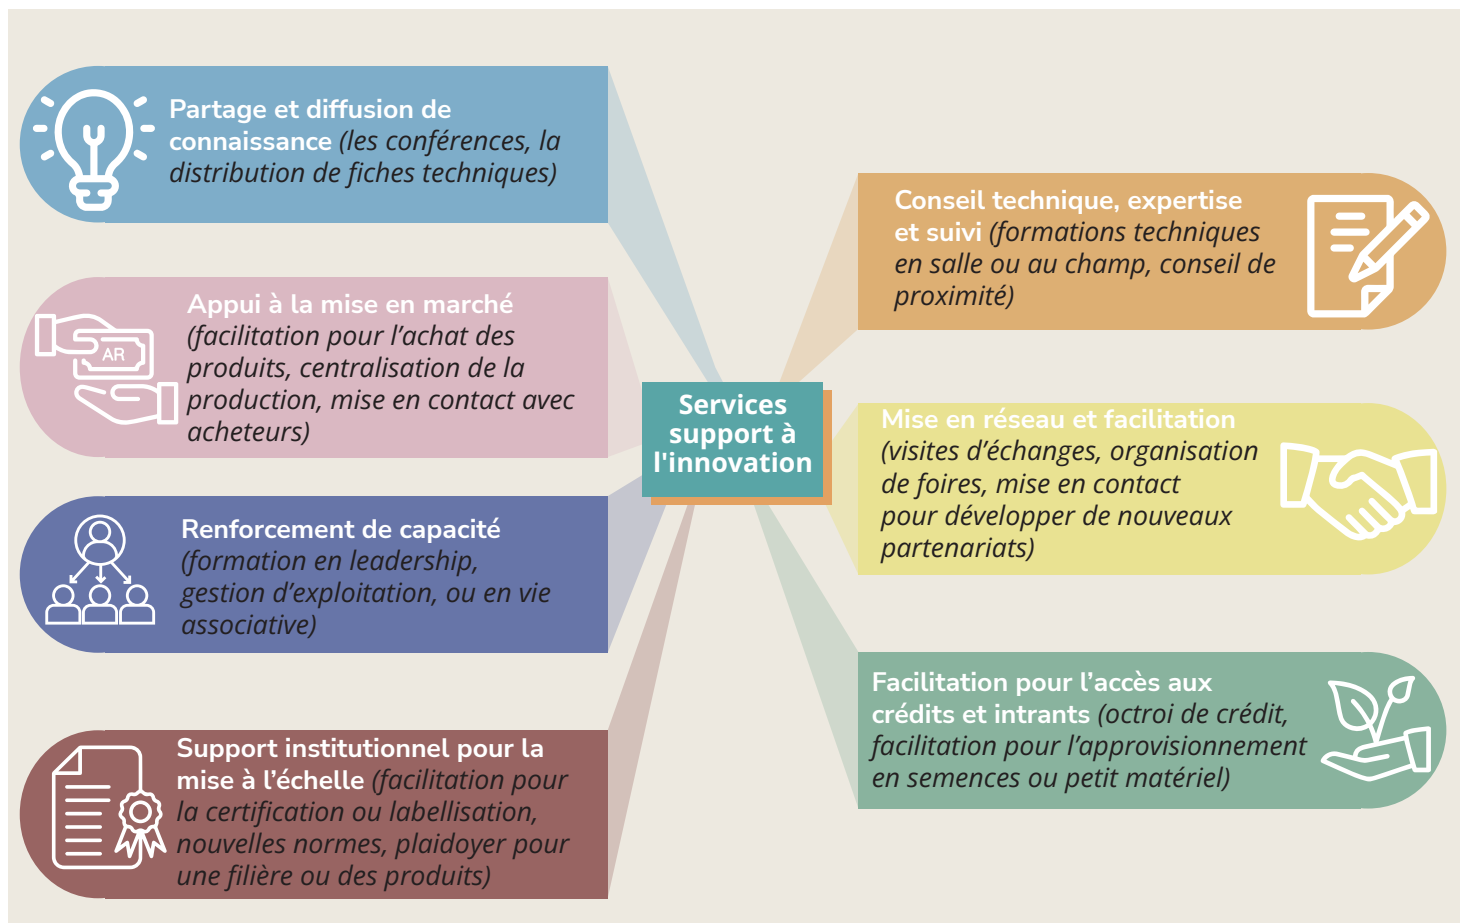 Partage et diffusion de
connaissance (les conférences, la
distribution de fiches techniques)
Appui à la mise en marché
(facilitation pour l’achat des
produits, centralisation de la
production, mise en contact avec
acheteurs)
AR
Renforcement de capacité
(formation en leadership,
gestion d’exploitation, ou en vie
associative)
Support institutionnel pour la
mise à l’échelle (facilitation pour
la certification ou labellisation,
nouvelles normes, plaidoyer pour
une filière ou des produits)
Services
support à
l'innovation
Conseil technique, expertise
et suivi (formations techniques
en salle ou au champ, conseil de
proximité)
Mise en réseau et facilitation
(visites d’échanges, organisation
de foires, mise en contact
pour développer de nouveaux
partenariats)
Facilitation pour l’accès aux
crédits et intrants (octroi de crédit,
facilitation pour l’approvisionnement
en semences ou petit matériel)